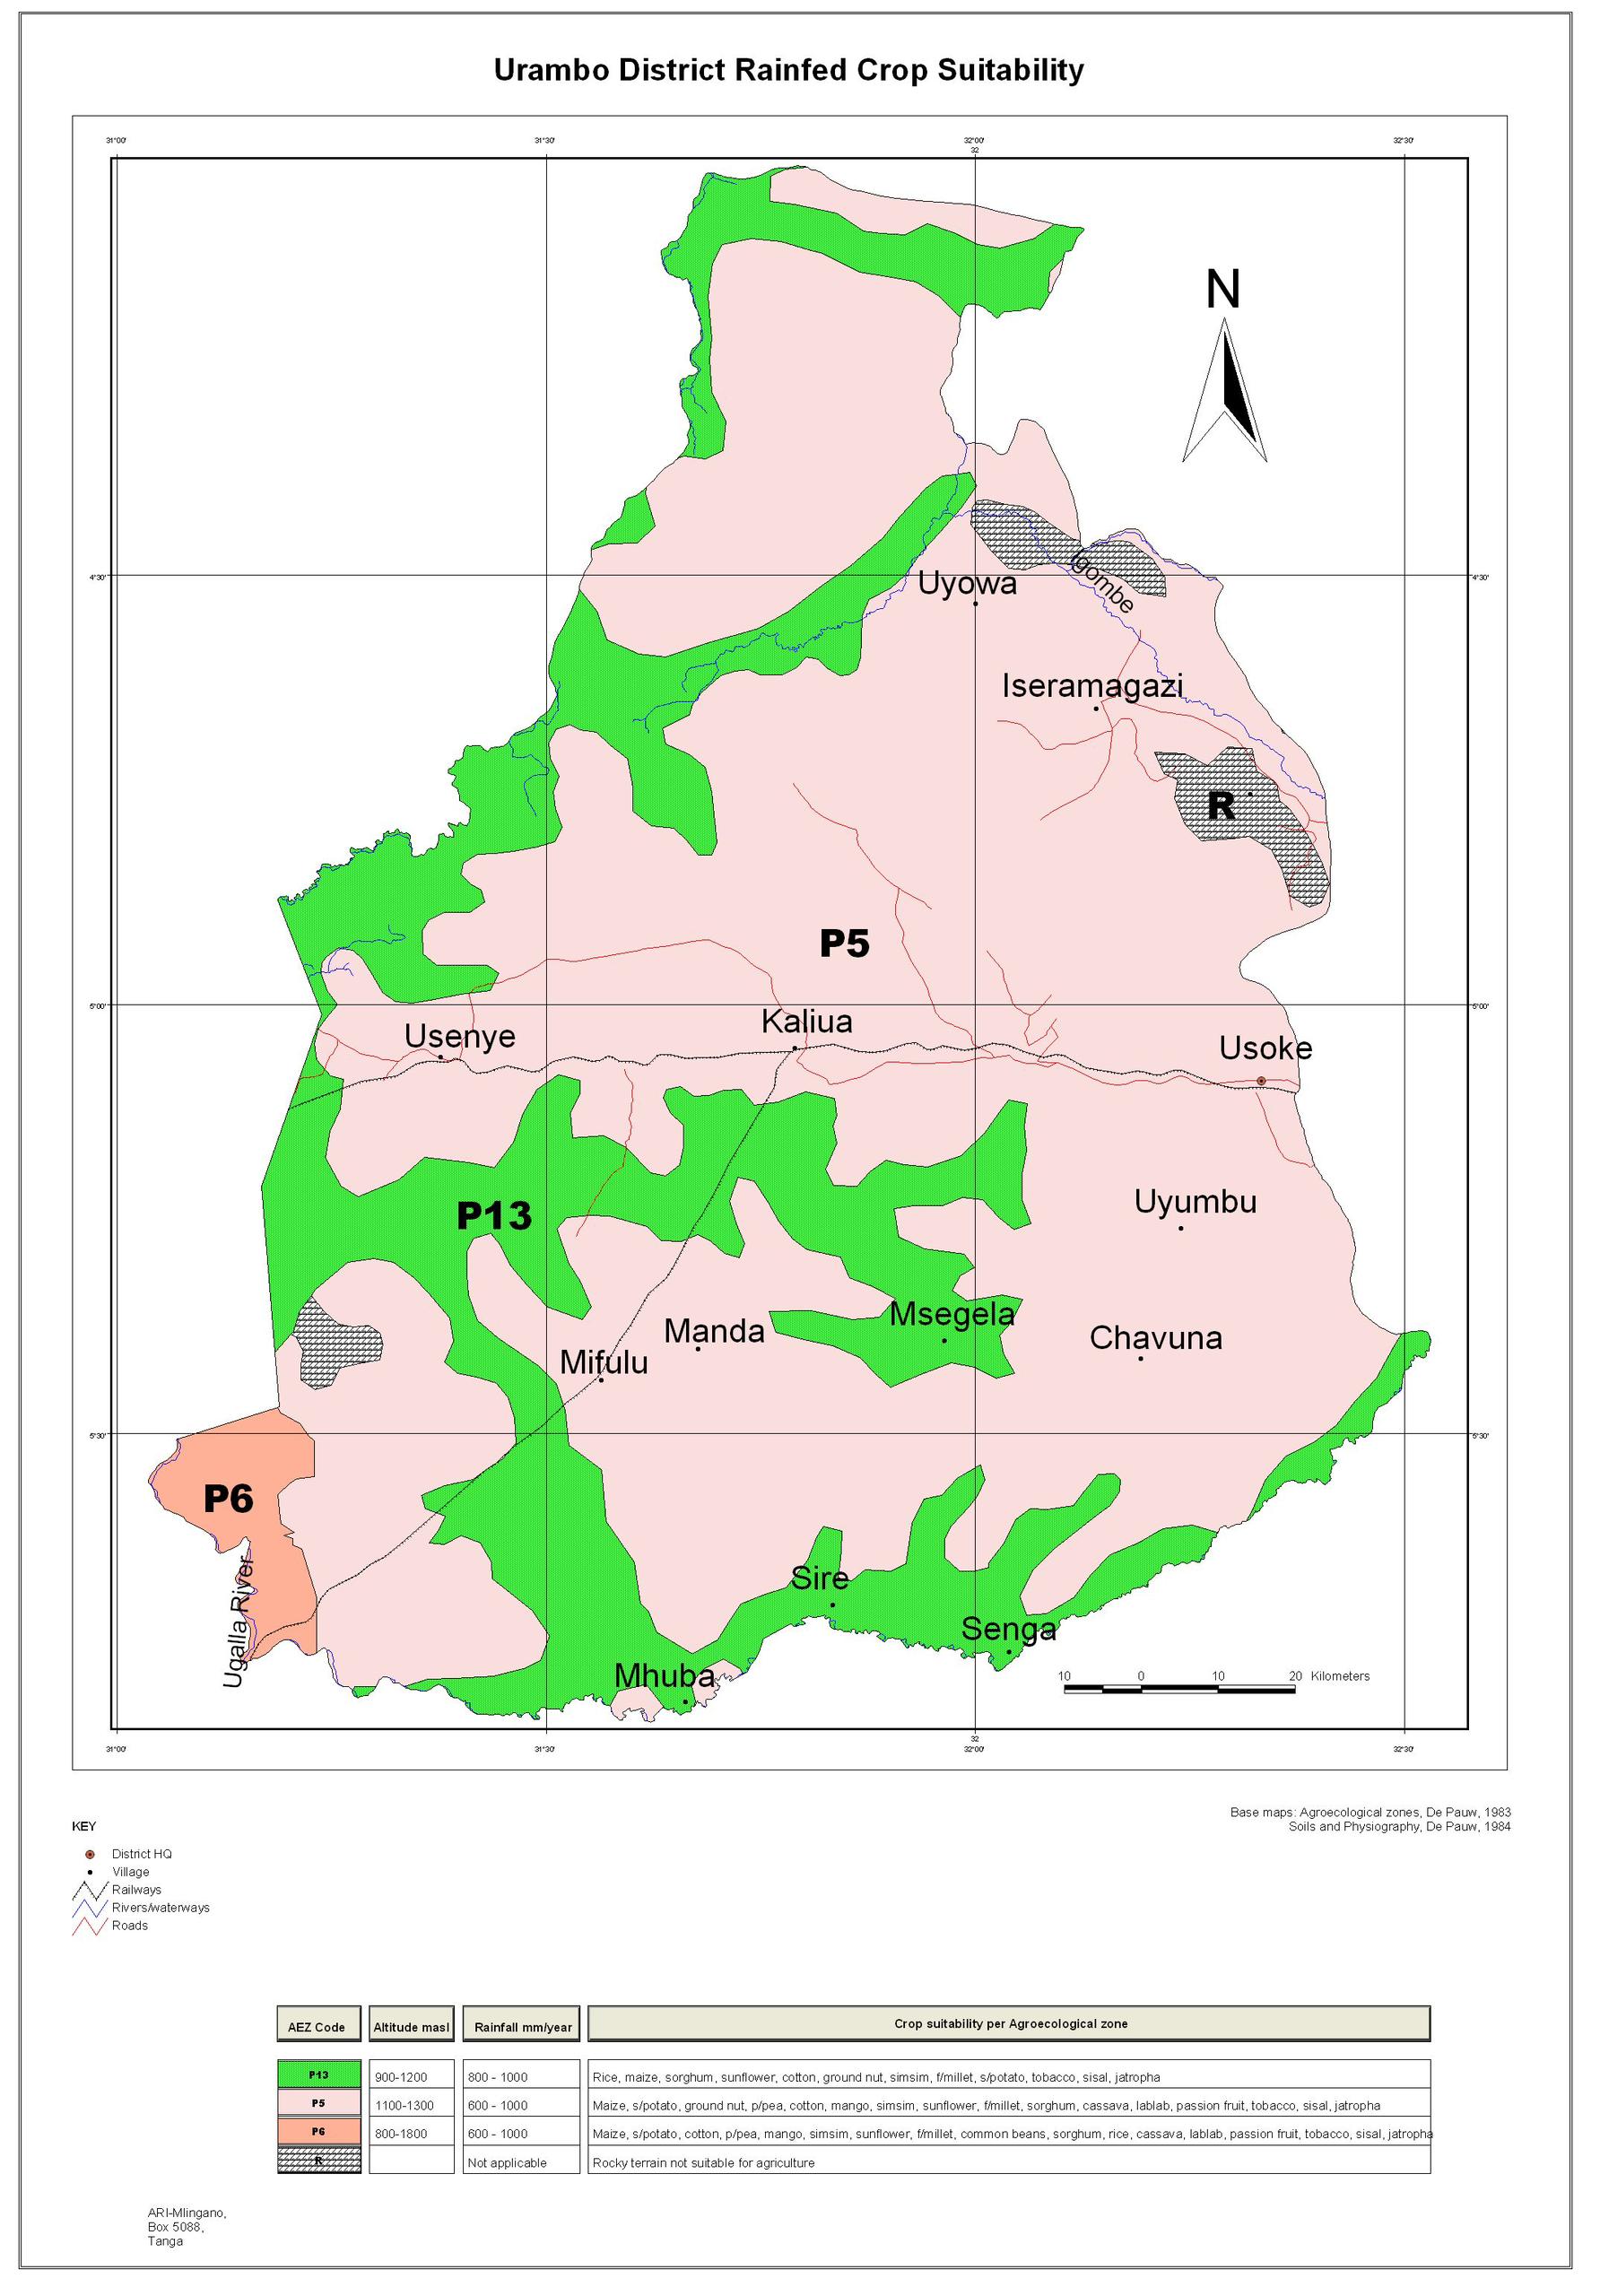 Urambo District Rainfed Crop Suitability
31°00' 31°30' 32°00' 32°30'
32
N
4°30' Uyowa Igombe 4°30'
Iseramagazi
R
P5
5°00' 5°00'
Usenye Kaliua Usoke
P13 Uyumbu
Manda Msegela Chavuna
Mifulu
5°30' 5°30'
P6
Ugalla River
Sire
Senga
Mhuba
10 0 10 20 Kilometers
32
31°00' 31°30' 32°00' 32°30'
Base maps: Agroecological zones, De Pauw, 1983
Soils and Physiography, De Pauw, 1984
KEY
District HQ
Village
Railways
Rivers/waterways
Roads
AEZ Code Altitude masl Rainfall mm/year Crop suitability per Agroecological zone
P13 900-1200 800 - 1000 Rice, maize, sorghum, sunflower, cotton, ground nut, simsim, f/millet, s/potato, tobacco, sisal, jatropha
P5 1100-1300 600 - 1000 Maize, s/potato, ground nut, p/pea, cotton, mango, simsim, sunflower, f/millet, sorghum, cassava, lablab, passion fruit, tobacco, sisal, jatropha
P6 800-1800 600 - 1000 Maize, s/potato, cotton, p/pea, mango, simsim, sunflower, f/millet, common beans, sorghum, rice, cassava, lablab, passion fruit, tobacco, sisal, jatropha
R Not applicable Rocky terrain not suitable for agriculture
ARI-Mlingano,
Box 5088,
Tanga